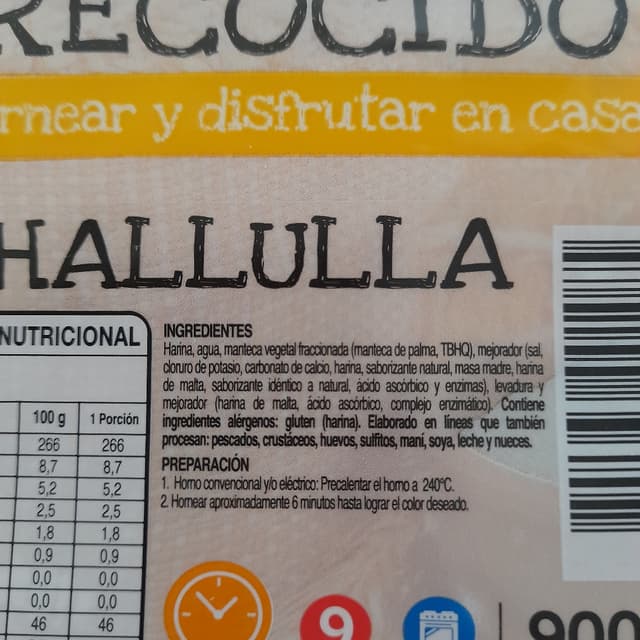 RECOCIDO
rnear y disfrutar en casa
HALLULLA
NUTRICIONAL
100 g 1 Porción
266 266
8,7 8,7
5,2 5,2
2,5 2,5
1,8 1,8
0,9 0,9
0,0 0,0
0,0 0,0
46 46
INGREDIENTES
Harina, agua, manteca vegetal fraccionada (manteca de palma, TBHQ), mejorador (sal,
cloruro de potasio, carbonato de calcio, harina, saborizante natural, masa madre, harina
de malta, saborizante idéntico a natural, ácido ascórbico y enzimas), levadura y
mejorador (harina de malta, ácido ascórbico, complejo enzimático). Contiene
ingredientes alérgenos: gluten (harina). Elaborado en líneas que también
procesan: pescados, crustáceos, huevos, sulfitos, maní, soya, leche y nueces.
PREPARACIÓN
1. Horno convencional y/o eléctrico: Precalentar el horno a 240ºC.
2. Hornear aproximadamente 6 minutos hasta lograr el color deseado.
9
900